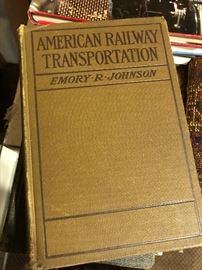 AMERICAN RAILWAY
TRANSPORTATION
EMORY·R·JOHNSON